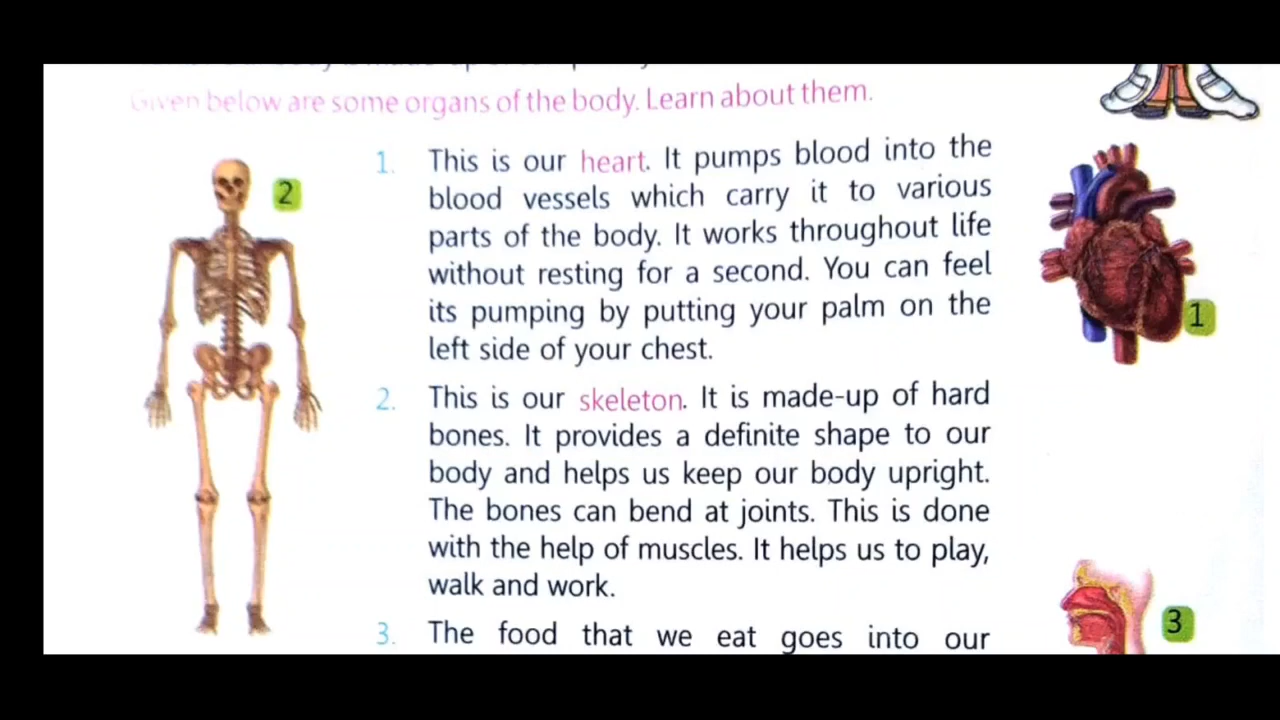 Given below are some organs of the body. Learn about them.
1. This is our heart. It pumps blood into the
blood vessels which carry it to various
parts of the body. It works throughout life
without resting for a second. You can feel
its pumping by putting your palm on the
left side of your chest.
2. This is our skeleton. It is made-up of hard
bones. It provides a definite shape to our
body and helps us keep our body upright.
The bones can bend at joints. This is done
with the help of muscles. It helps us to play,
walk and work.
3. The food that we eat goes into our
2
1
3